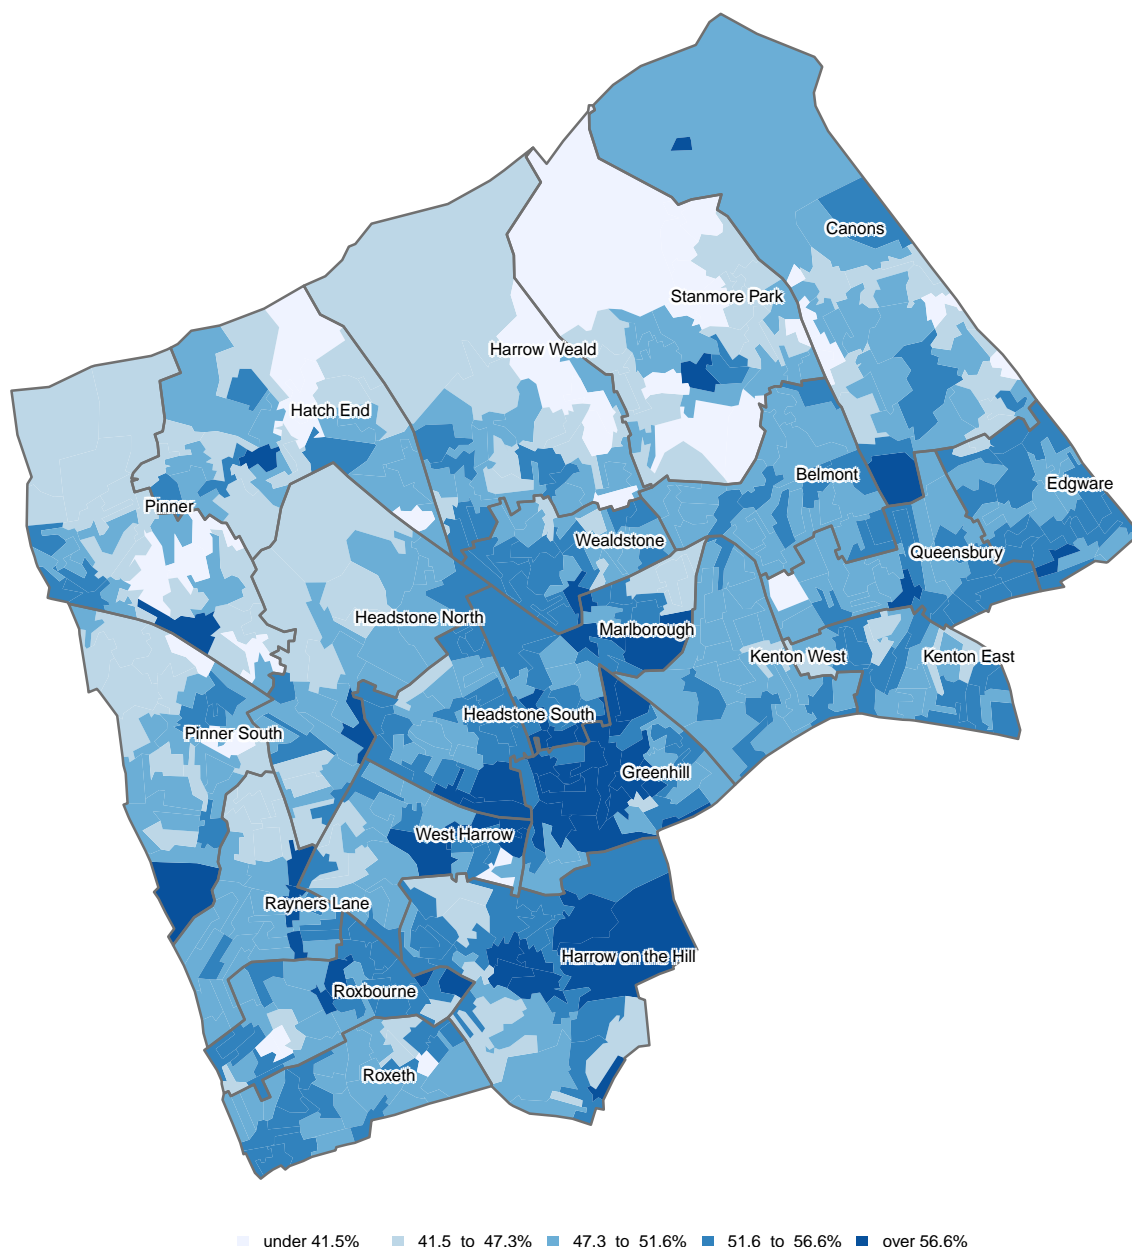 Canons
Stanmore Park
Harrow Weald
Hatch End
Belmont
Edgware
Pinner
Wealdstone
Queensbury
Headstone North
Marlborough
Kenton West
Kenton East
Headstone South
Pinner South
Greenhill
West Harrow
Rayners Lane
Harrow on the Hill
Roxbourne
Roxeth
under 41.5% 41.5 to 47.3% 47.3 to 51.6% 51.6 to 56.6% over 56.6%